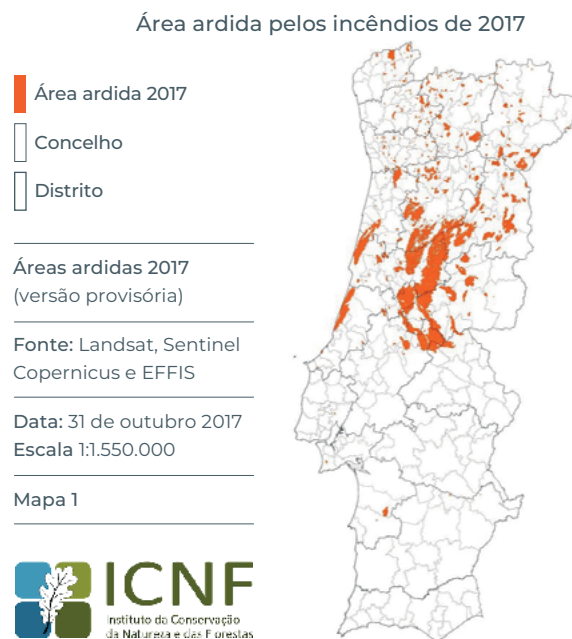 Área ardida pelos incêndios de 2017
Área ardida 2017
Concelho
Distrito
Áreas ardidas 2017
(versão provisória)
Fonte: Landsat, Sentinel
Copernicus e EFFIS
Data: 31 de outubro 2017
Escala 1:1.550.000
Mapa 1
ICNF
Instituto da Conservação
da Natureza e das Florestas